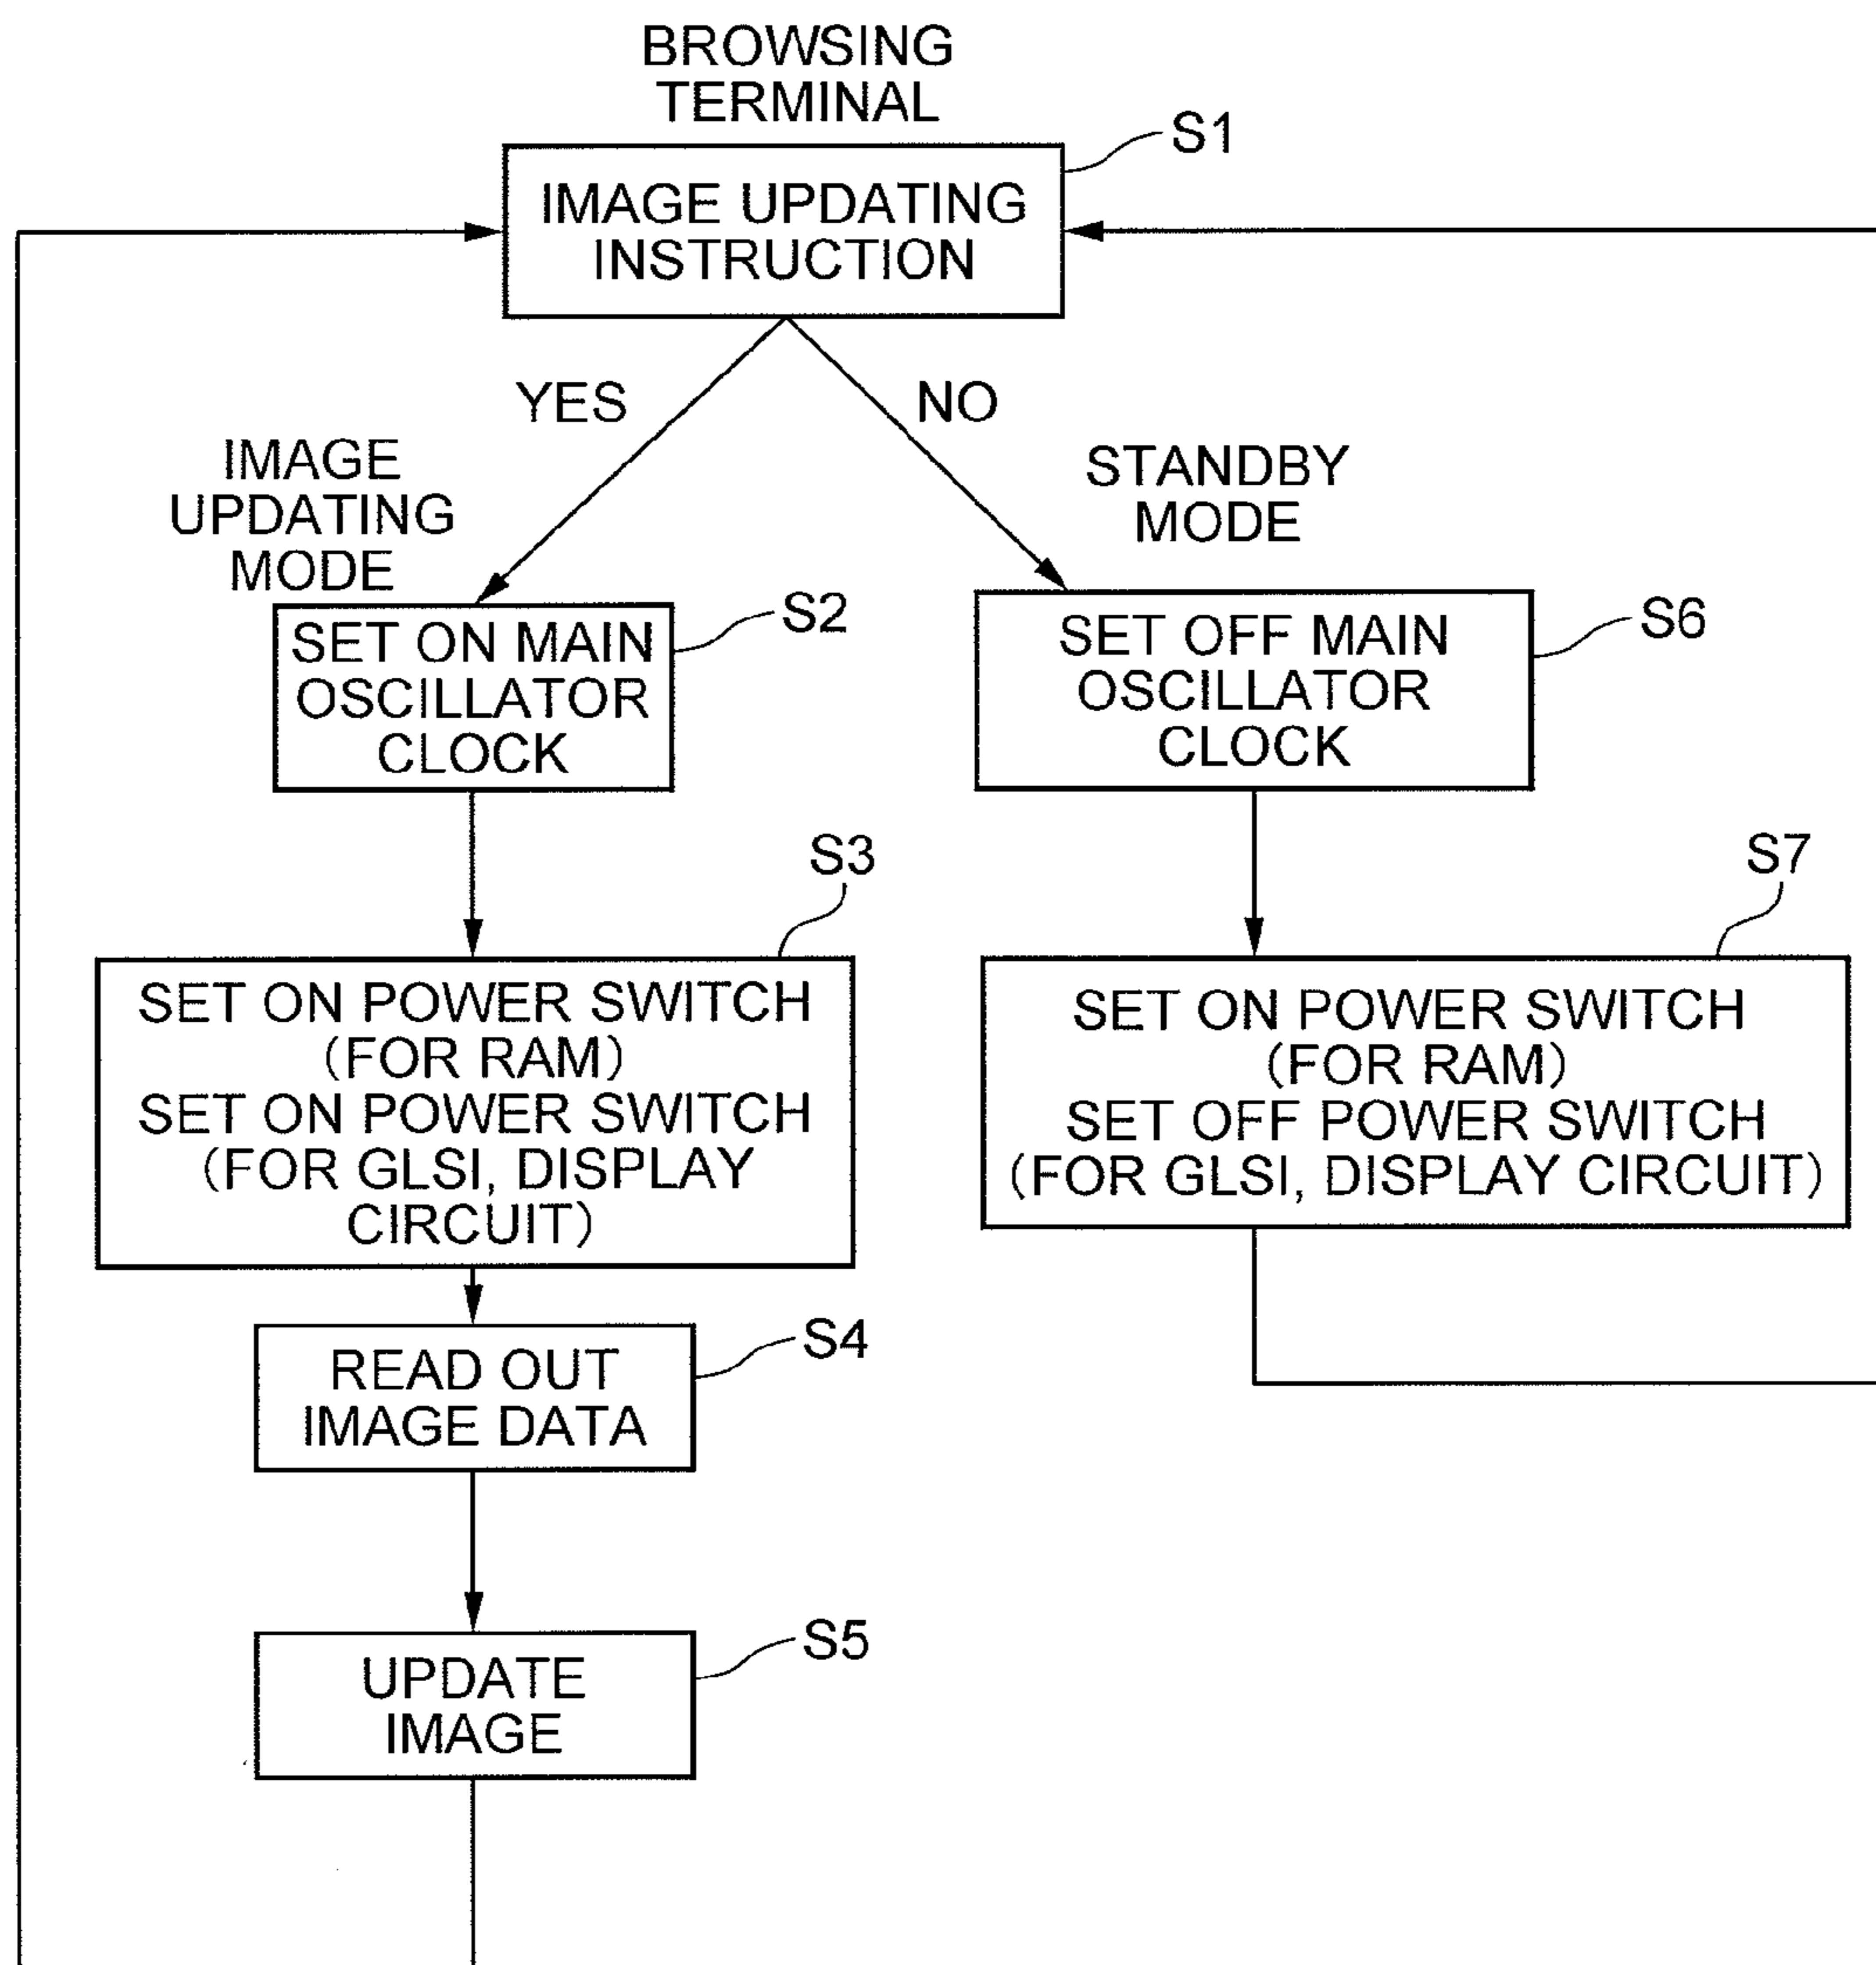 BROWSING
TERMINAL
S1
IMAGE UPDATING
INSTRUCTION
YES
NO
IMAGE
UPDATING
MODE
STANDBY
MODE
S2
SET ON MAIN
OSCILLATOR
CLOCK
S6
SET OFF MAIN
OSCILLATOR
CLOCK
S3
SET ON POWER SWITCH
(FOR RAM)
SET ON POWER SWITCH
(FOR GLSI, DISPLAY
CIRCUIT)
S7
SET ON POWER SWITCH
(FOR RAM)
SET OFF POWER SWITCH
(FOR GLSI, DISPLAY CIRCUIT)
S4
READ OUT
IMAGE DATA
S5
UPDATE
IMAGE